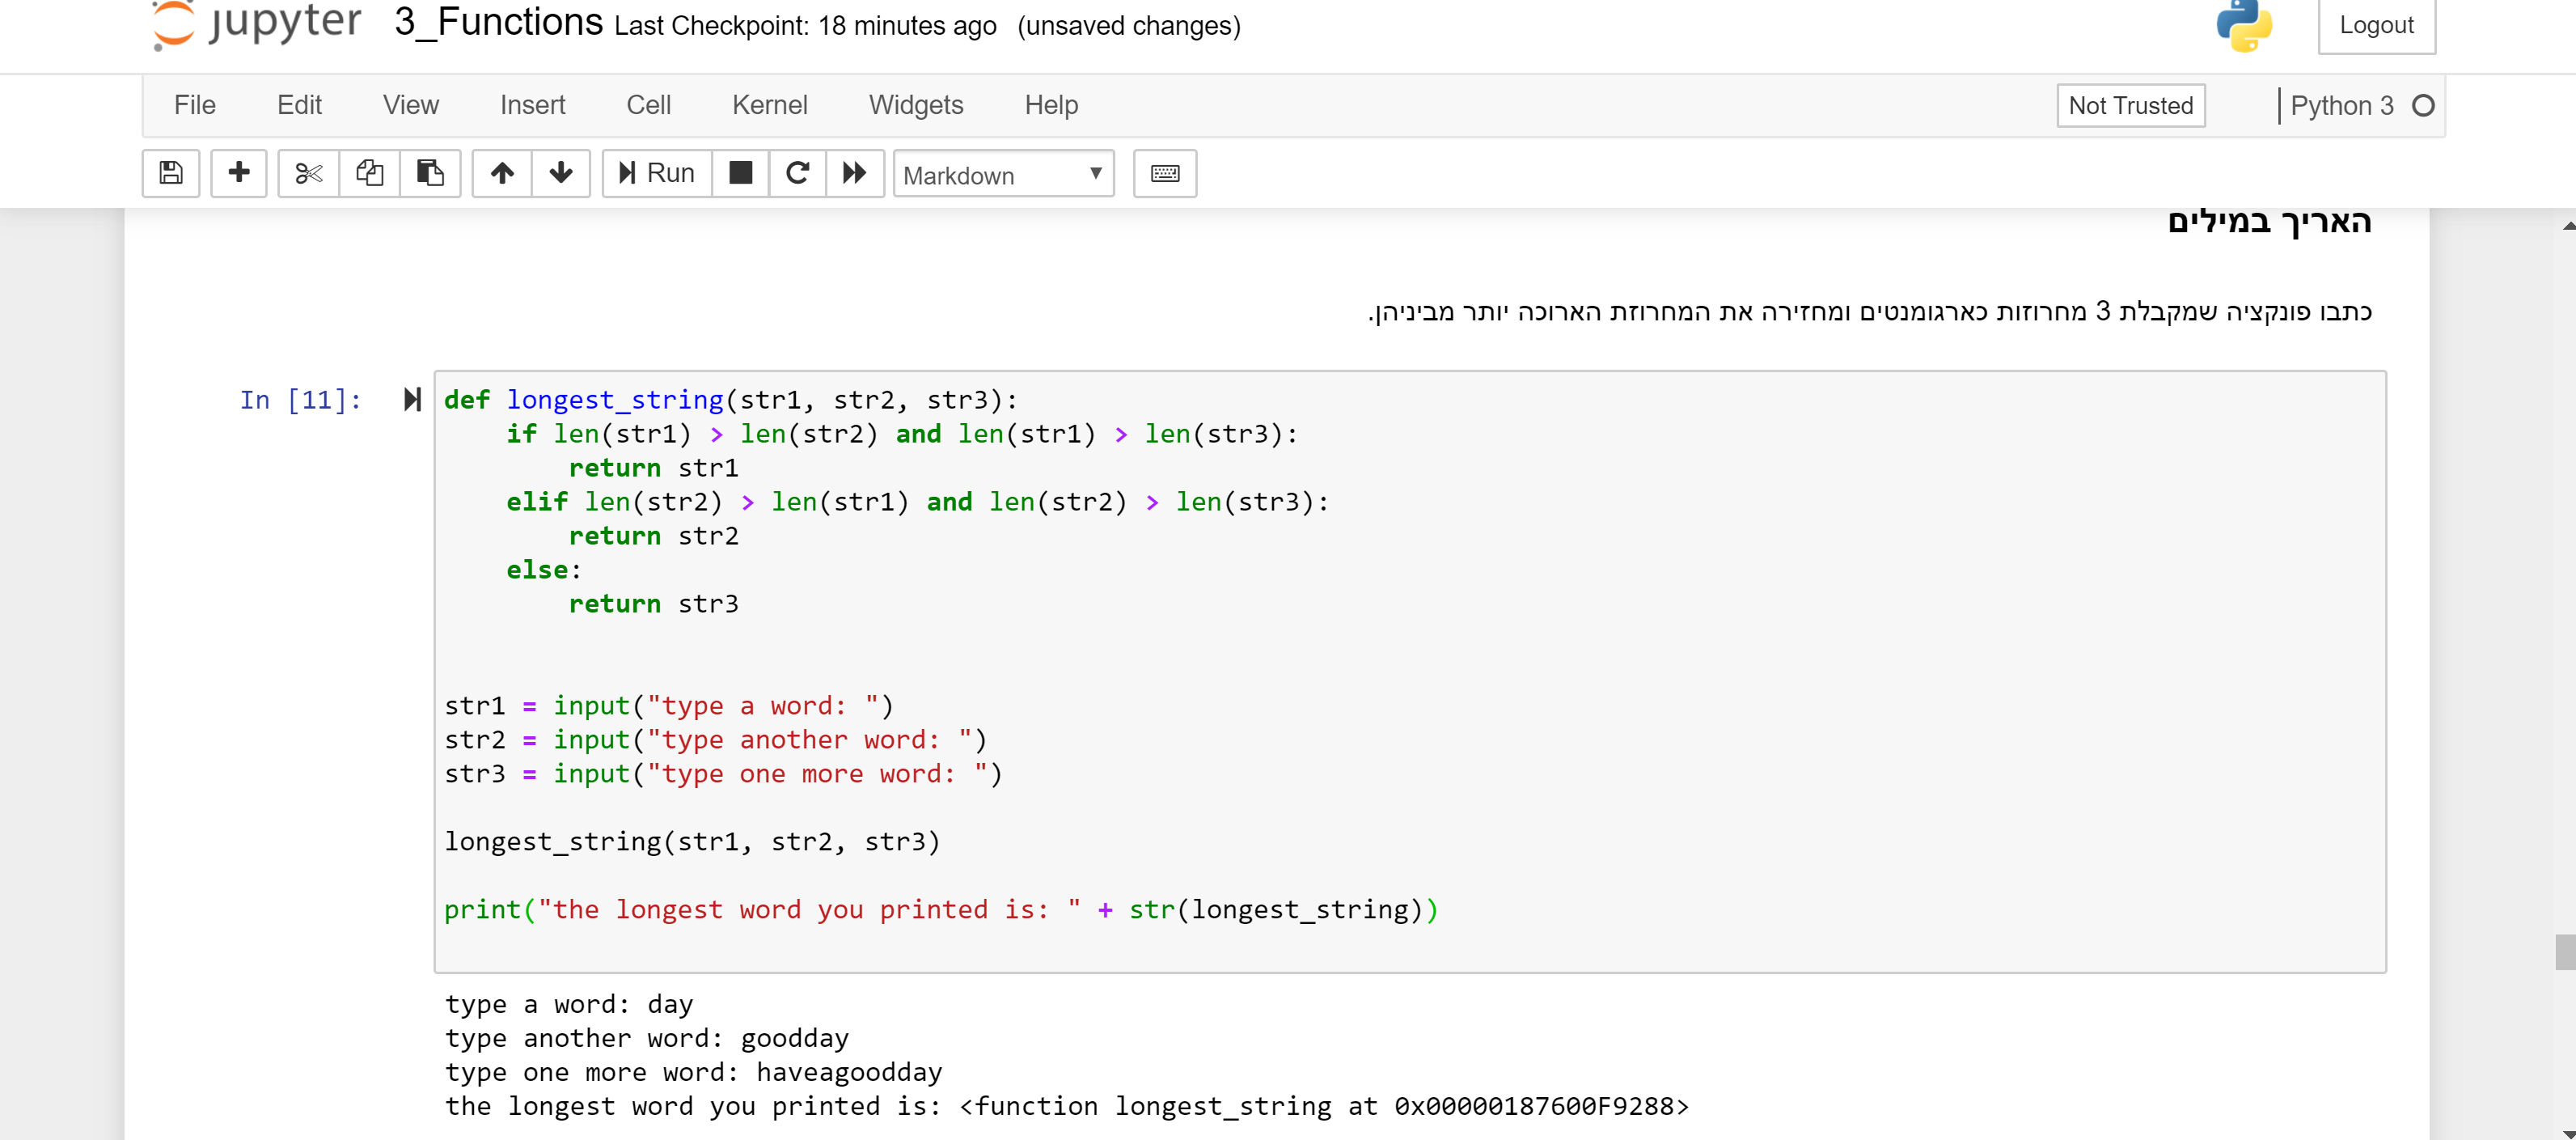 jupyter 3_Functions Last Checkpoint: 18 minutes ago (unsaved changes) Logout
File Edit View Insert Cell Kernel Widgets Help Not Trusted Python 3
Run Markdown
האריך במילים
כתבו פונקציה שמקבלת 3 מחרוזות כארגומנטים ומחזירה את המחרוזת הארוכה יותר מביניהן.
In [11]: def longest_string(str1, str2, str3):
    if len(str1) > len(str2) and len(str1) > len(str3):
        return str1
    elif len(str2) > len(str1) and len(str2) > len(str3):
        return str2
    else:
        return str3
str1 = input("type a word: ")
str2 = input("type another word: ")
str3 = input("type one more word: ")
longest_string(str1, str2, str3)
print("the longest word you printed is: " + str(longest_string))
type a word: day
type another word: goodday
type one more word: haveagoodday
the longest word you printed is: <function longest_string at 0x00000187600F9288>